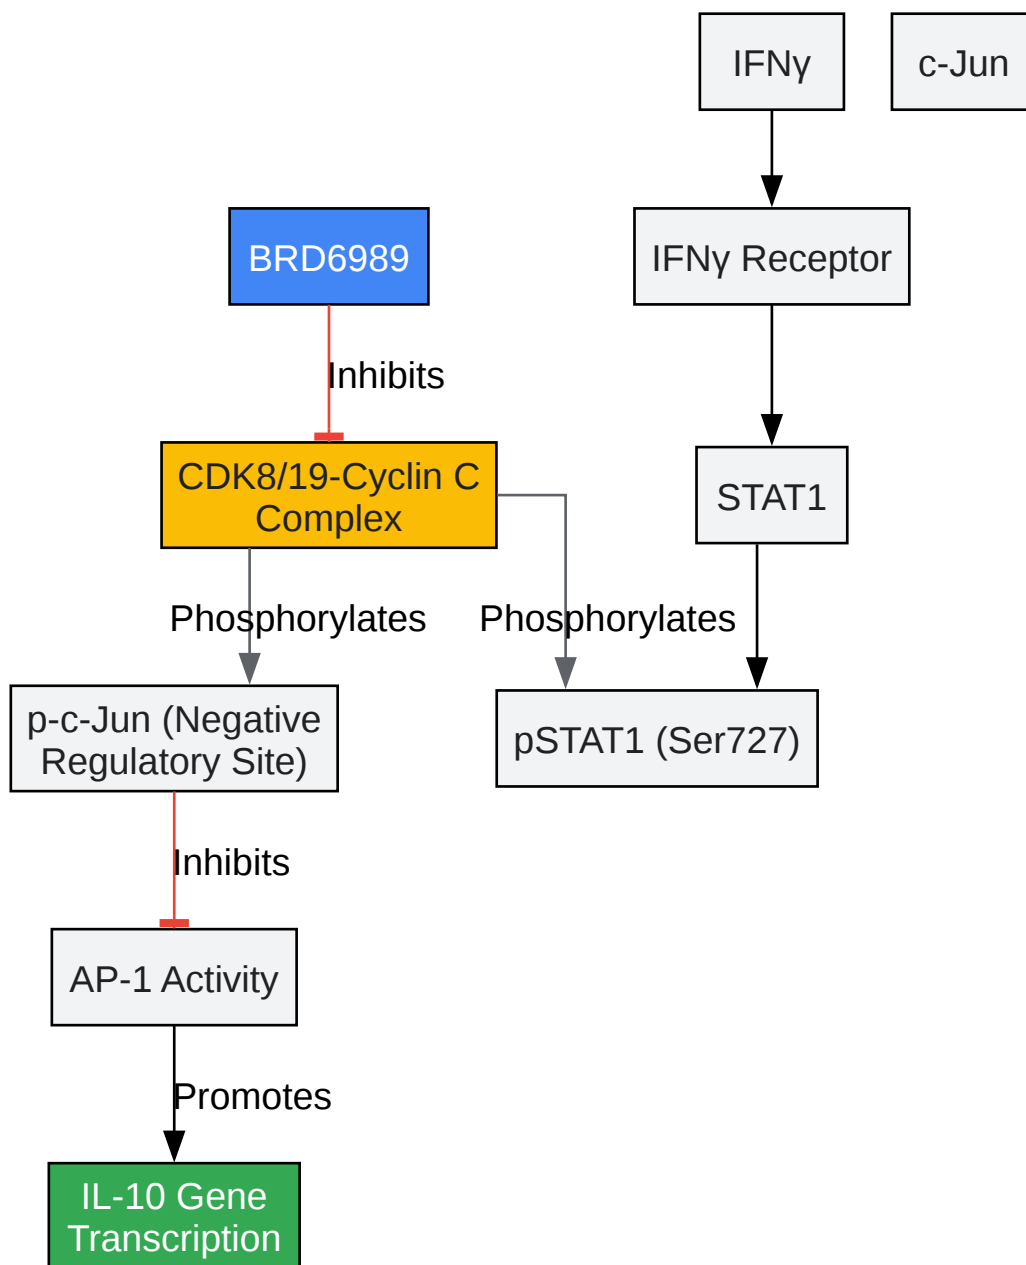 IFNγ
c-Jun
BRD6989
IFNγ Receptor
Inhibits
CDK8/19-Cyclin C
Complex
STAT1
Phosphorylates
Phosphorylates
p-c-Jun (Negative
Regulatory Site)
pSTAT1 (Ser727)
Inhibits
AP-1 Activity
Promotes
IL-10 Gene
Transcription